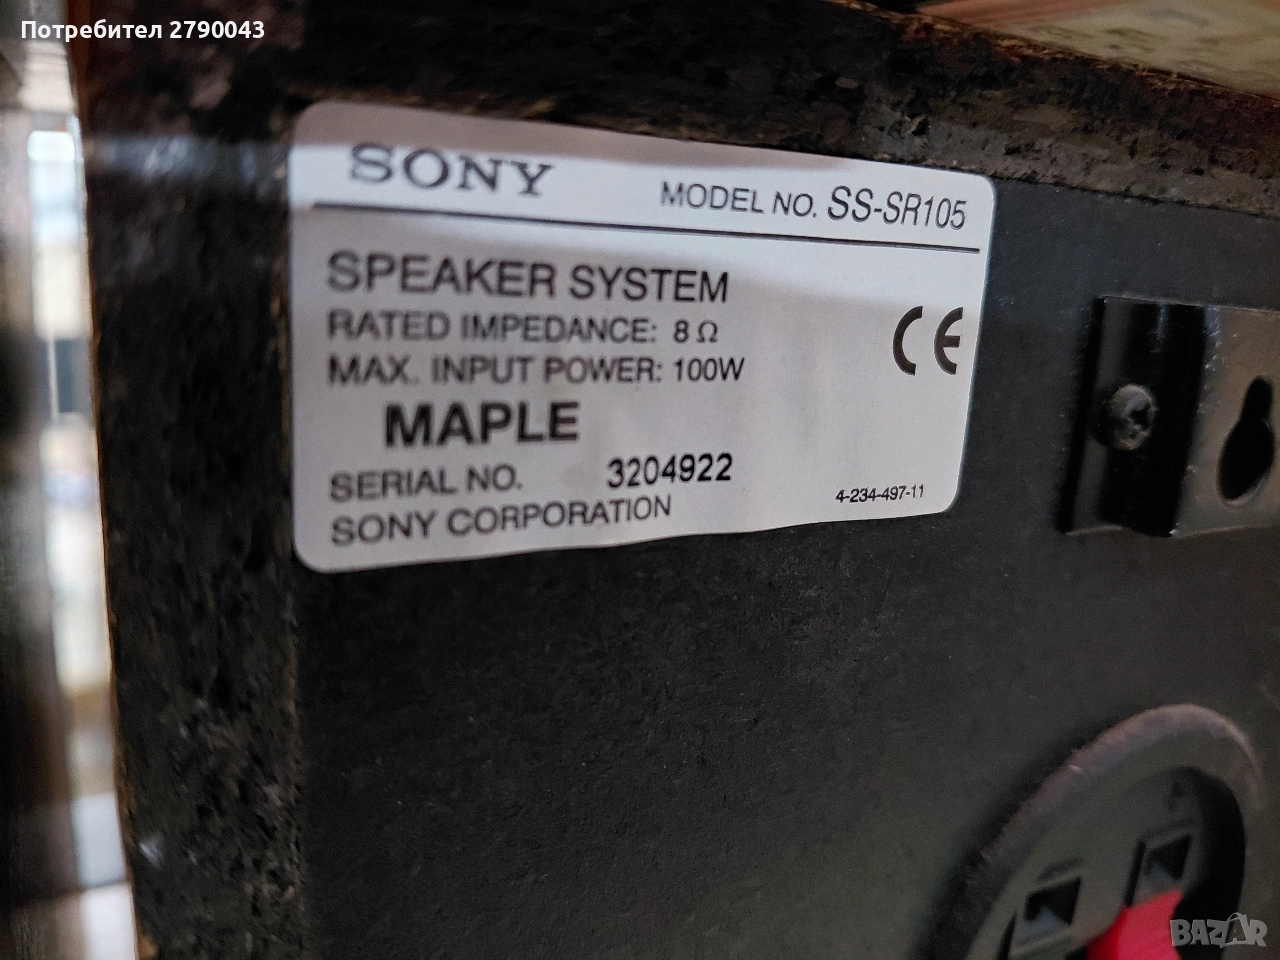 Потребител 2790043
SONY
MODEL NO. SS-SR105
SPEAKER SYSTEM
RATED IMPEDANCE: 8 Ω
MAX. INPUT POWER: 100W
CE
MAPLE
SERIAL NO. 3204922
SONY CORPORATION
4-234-497-11
BAZAR